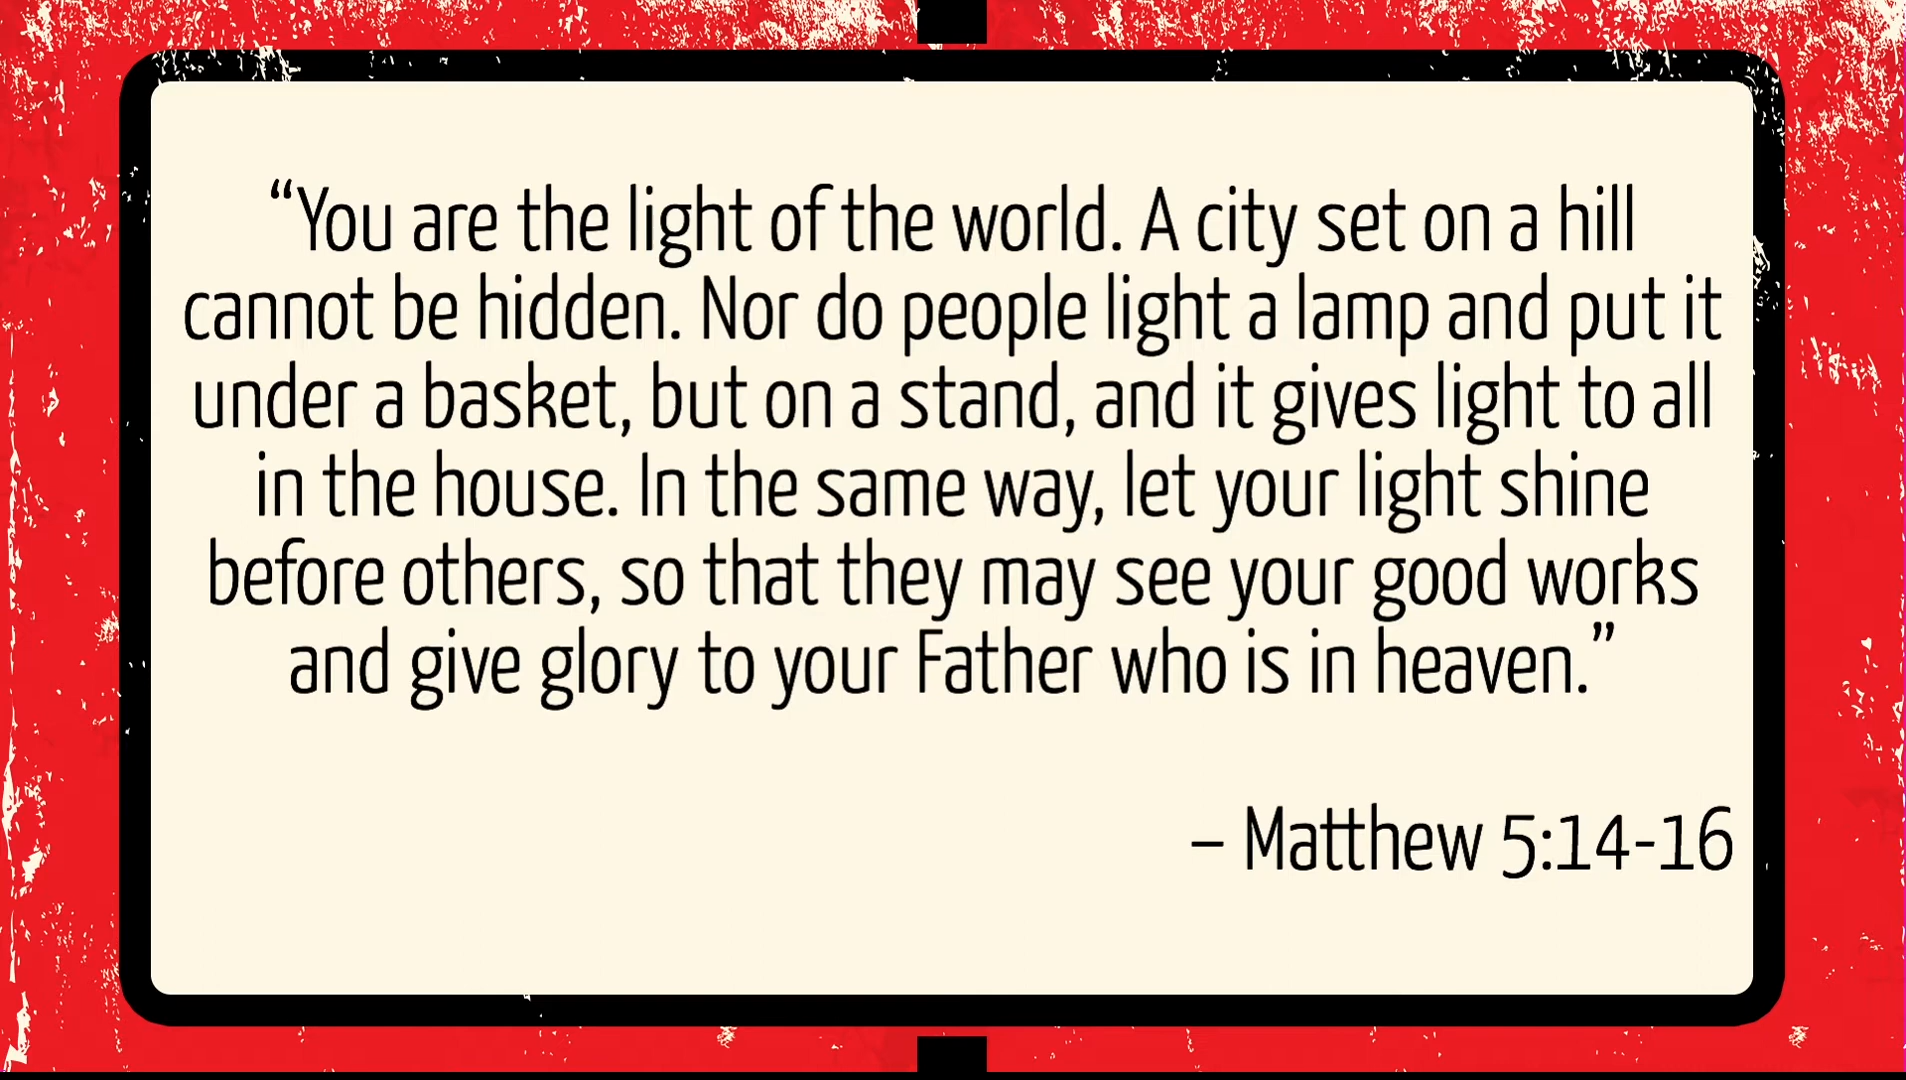 “You are the light of the world. A city set on a hill
cannot be hidden. Nor do people light a lamp and put it
under a basket, but on a stand, and it gives light to all
in the house. In the same way, let your light shine
before others, so that they may see your good works
and give glory to your Father who is in heaven.”
– Matthew 5:14-16